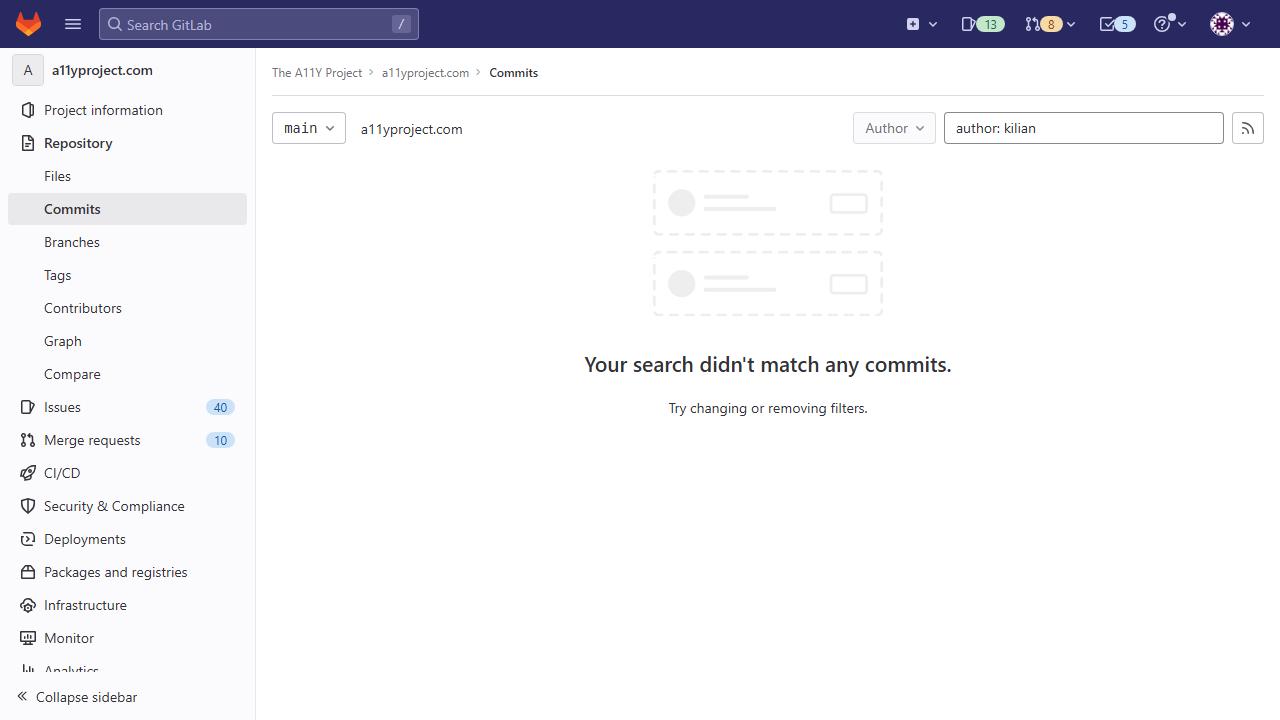 Search GitLab
/
13
8
5
A
a11yproject.com
Project information
Repository
Files
Commits
Branches
Tags
Contributors
Graph
Compare
Issues
40
Merge requests
10
CI/CD
Security & Compliance
Deployments
Packages and registries
Infrastructure
Monitor
Analytics
Collapse sidebar
The A11Y Project
a11yproject.com
Commits
main
a11yproject.com
Author
author: kilian
Your search didn't match any commits.
Try changing or removing filters.